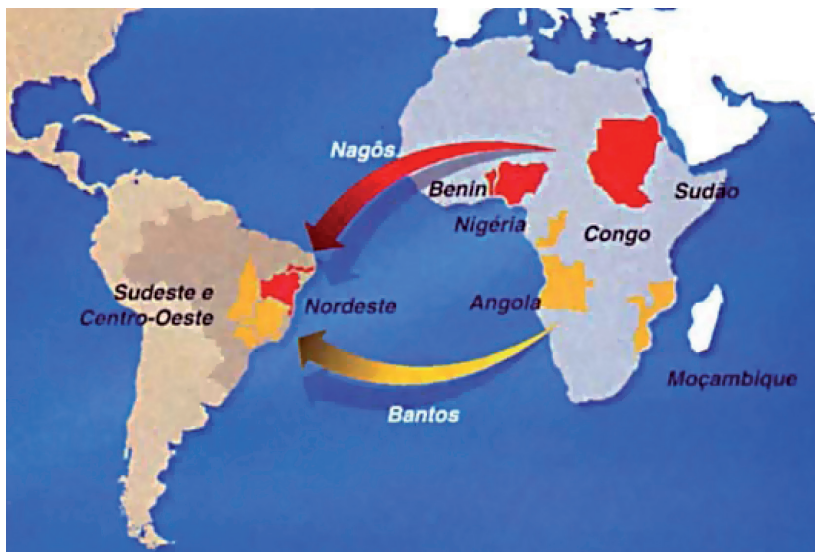 Nagôs
Benin
Sudão
Nigéria
Congo
Sudeste e
Centro-Oeste
Nordeste
Angola
Moçambique
Bantos